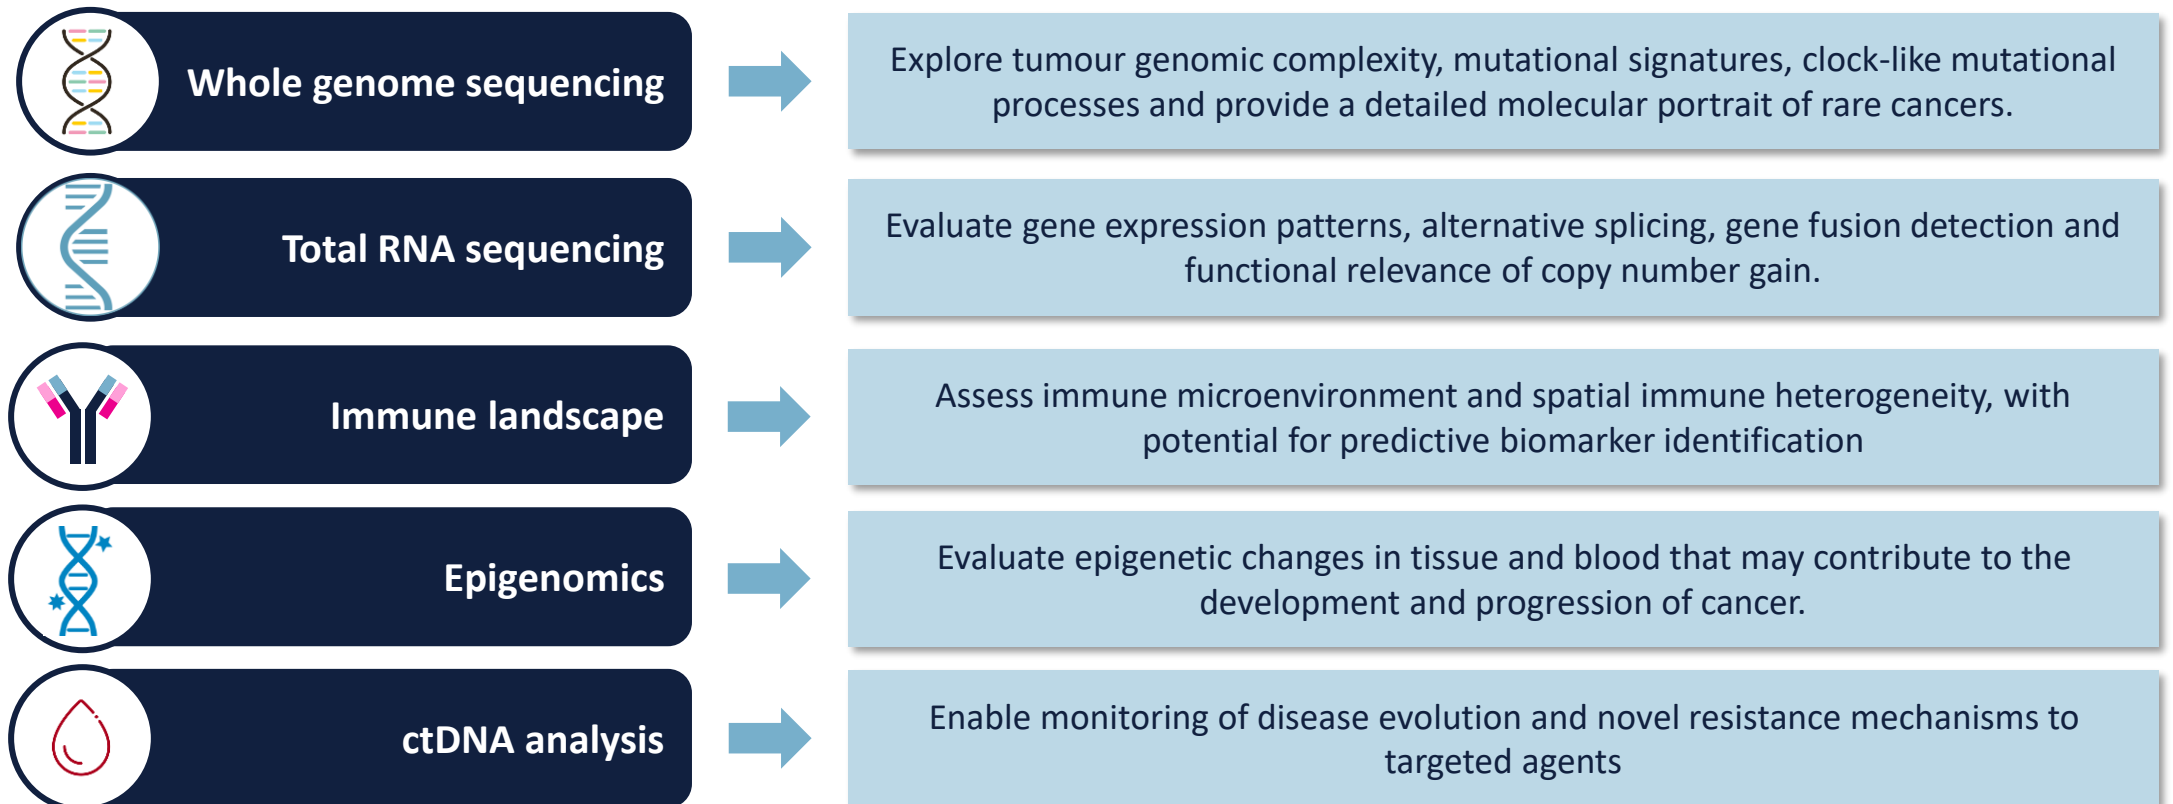 Whole genome sequencing
Explore tumour genomic complexity, mutational signatures, clock-like mutational
processes and provide a detailed molecular portrait of rare cancers.
Total RNA sequencing
Evaluate gene expression patterns, alternative splicing, gene fusion detection and
functional relevance of copy number gain.
Immune landscape
Assess immune microenvironment and spatial immune heterogeneity, with
potential for predictive biomarker identification
Epigenomics
Evaluate epigenetic changes in tissue and blood that may contribute to the
development and progression of cancer.
ctDNA analysis
Enable monitoring of disease evolution and novel resistance mechanisms to
targeted agents